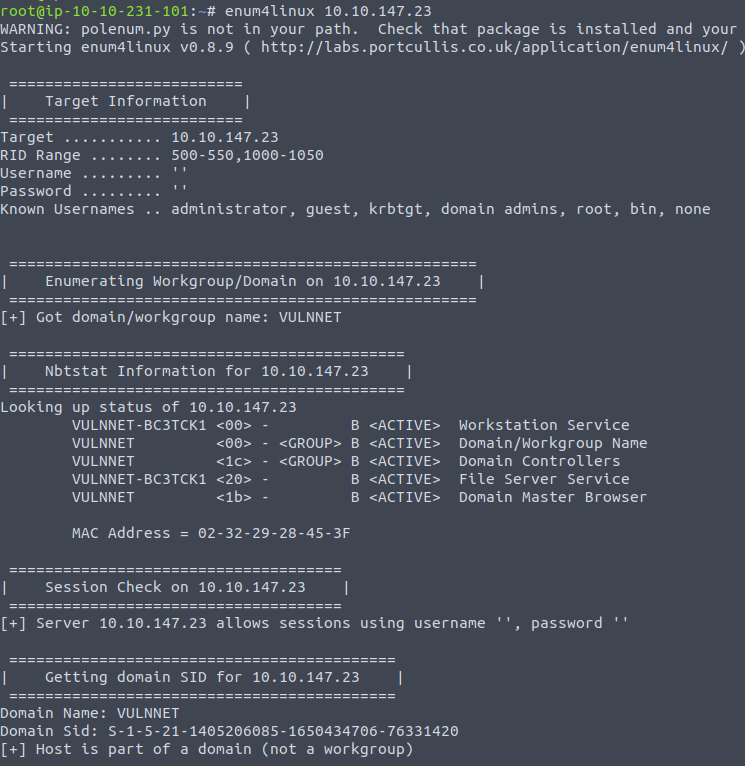 root@ip-10-10-231-101:~# enum4linux 10.10.147.23
WARNING: polenum.py is not in your path.  Check that package is installed and your
Starting enum4linux v0.8.9 ( http://labs.portcullis.co.uk/application/enum4linux/ )
 ==========================
|    Target Information    |
 ==========================
Target ........... 10.10.147.23
RID Range ........ 500-550,1000-1050
Username ......... ''
Password ......... ''
Known Usernames .. administrator, guest, krbtgt, domain admins, root, bin, none
 ====================================================
|    Enumerating Workgroup/Domain on 10.10.147.23    |
 ====================================================
[+] Got domain/workgroup name: VULNNET
 ============================================
|    Nbtstat Information for 10.10.147.23    |
 ============================================
Looking up status of 10.10.147.23
        VULNNET-BC3TCK1 <00> -         B <ACTIVE>  Workstation Service
        VULNNET         <00> - <GROUP> B <ACTIVE>  Domain/Workgroup Name
        VULNNET         <1c> - <GROUP> B <ACTIVE>  Domain Controllers
        VULNNET-BC3TCK1 <20> -         B <ACTIVE>  File Server Service
        VULNNET         <1b> -         B <ACTIVE>  Domain Master Browser
        MAC Address = 02-32-29-28-45-3F
 =====================================
|    Session Check on 10.10.147.23    |
 =====================================
[+] Server 10.10.147.23 allows sessions using username '', password ''
 ===========================================
|    Getting domain SID for 10.10.147.23    |
 ===========================================
Domain Name: VULNNET
Domain Sid: S-1-5-21-1405206085-1650434706-76331420
[+] Host is part of a domain (not a workgroup)